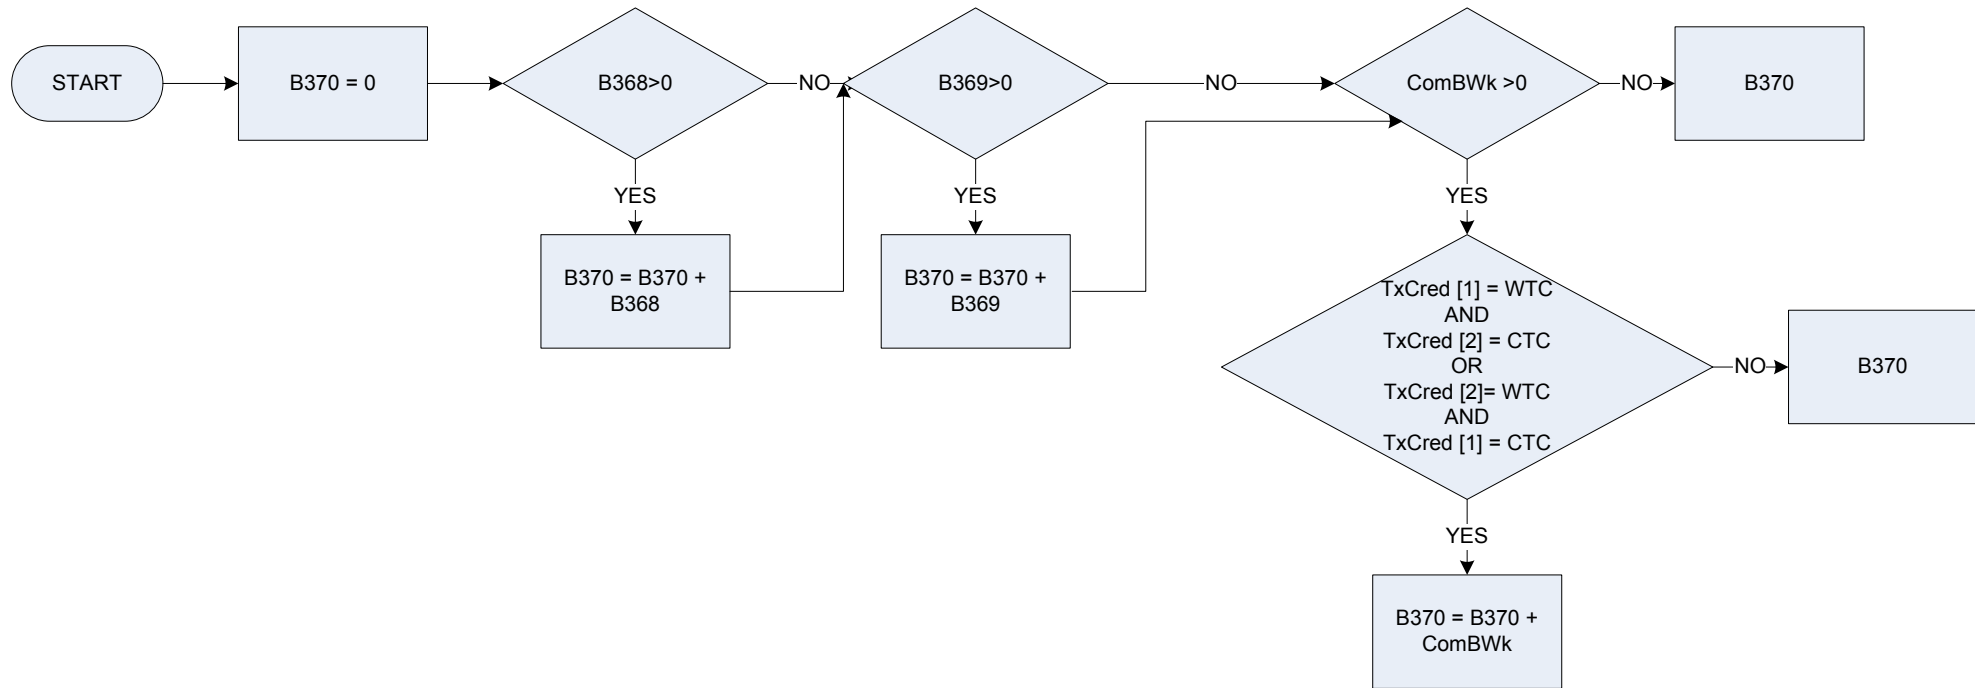 START
B370 = 0
B368>0
NO
B369>0
NO
ComBWk >0
NO
B370
YES
YES
YES
B370 = B370 +
B368
B370 = B370 +
B369
TxCred [1] = WTC
AND
TxCred [2] = CTC
OR
TxCred [2]= WTC
AND
TxCred [1] = CTC
NO
B370
YES
B370 = B370 +
ComBWk